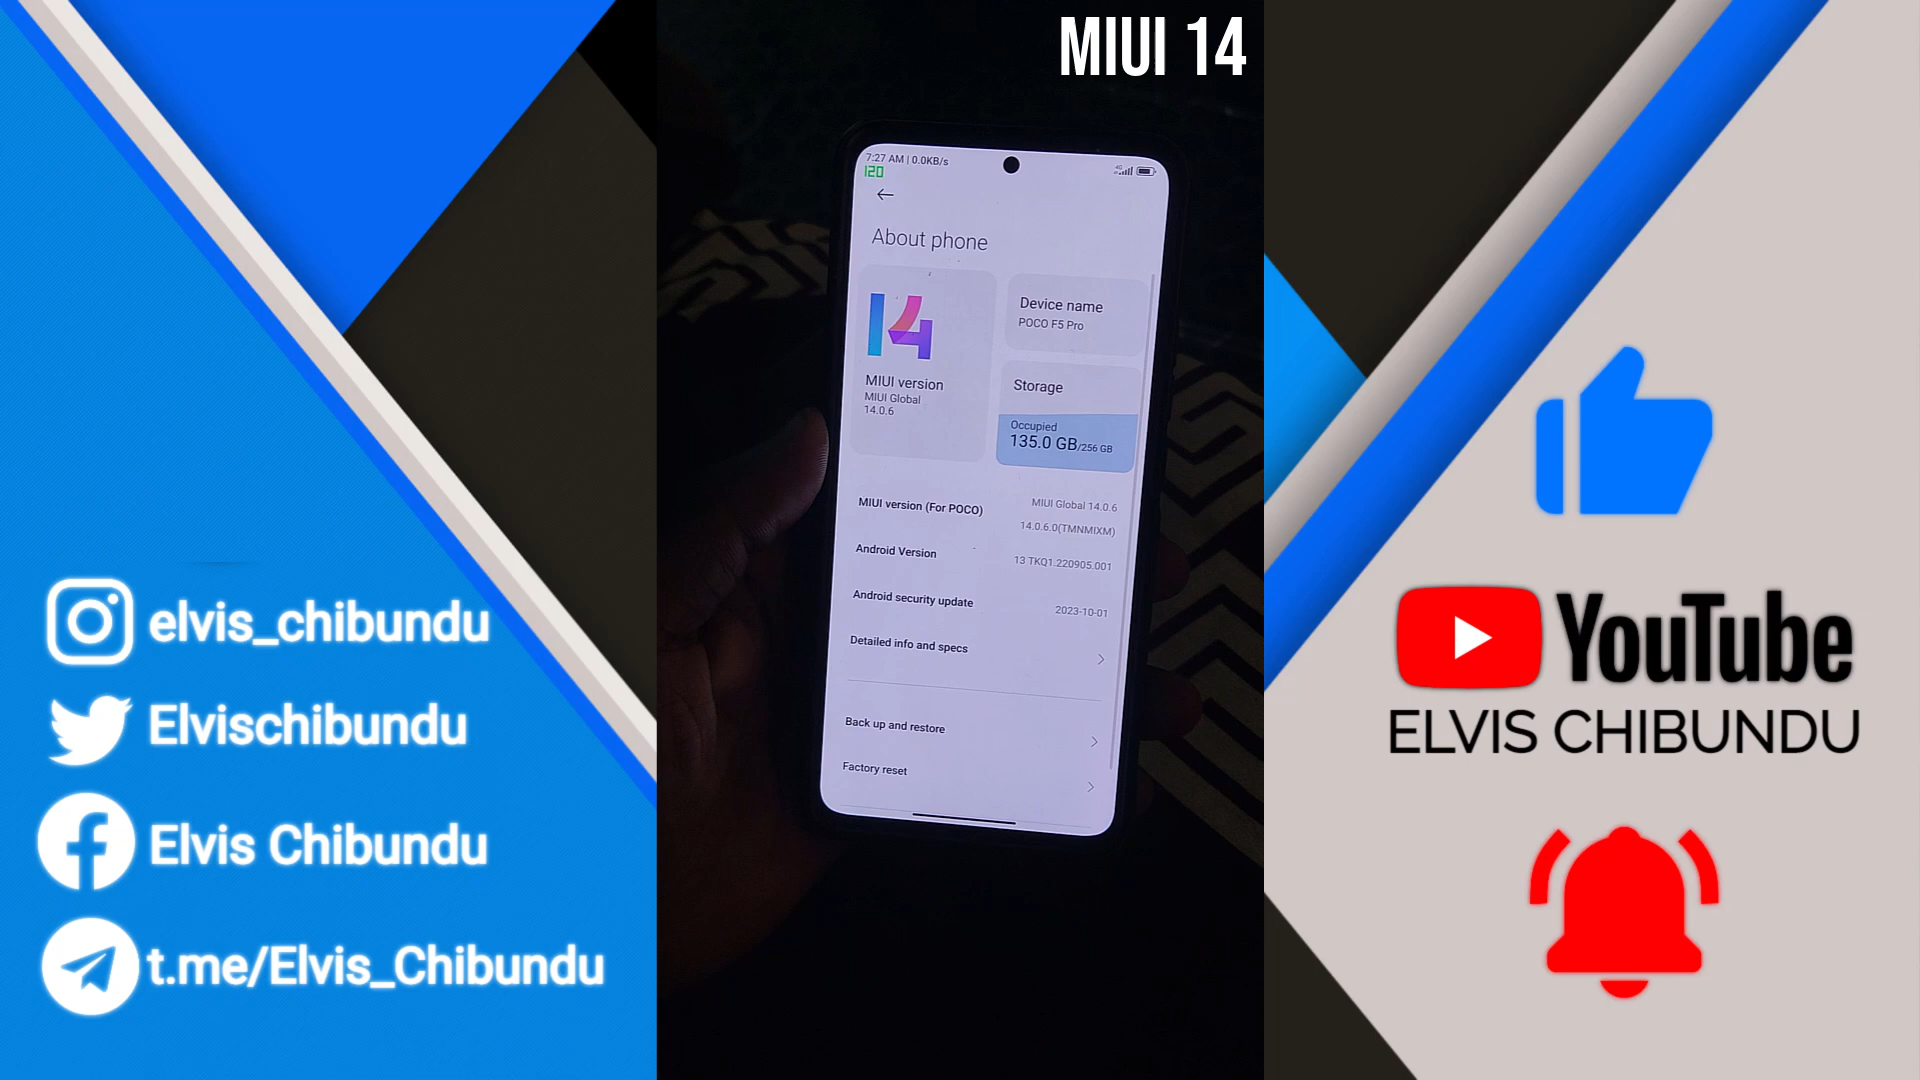 MIUI 14
7:27 AM | 0.0KB/s
4G
120
About phone
14
MIUI version
MIUI Global
14.0.6
Device name
POCO F5 Pro
Storage
Occupied
135.0 GB/256 GB
MIUI version (For POCO)
MIUI Global 14.0.6
14.0.6.0(TMNMIXM)
Android Version
13 TKQ1.220905.001
Android security update
2023-10-01
Detailed info and specs
Back up and restore
Factory reset
elvis_chibundu
Elvischibundu
Elvis Chibundu
t.me/Elvis_Chibundu
YouTube
ELVIS CHIBUNDU